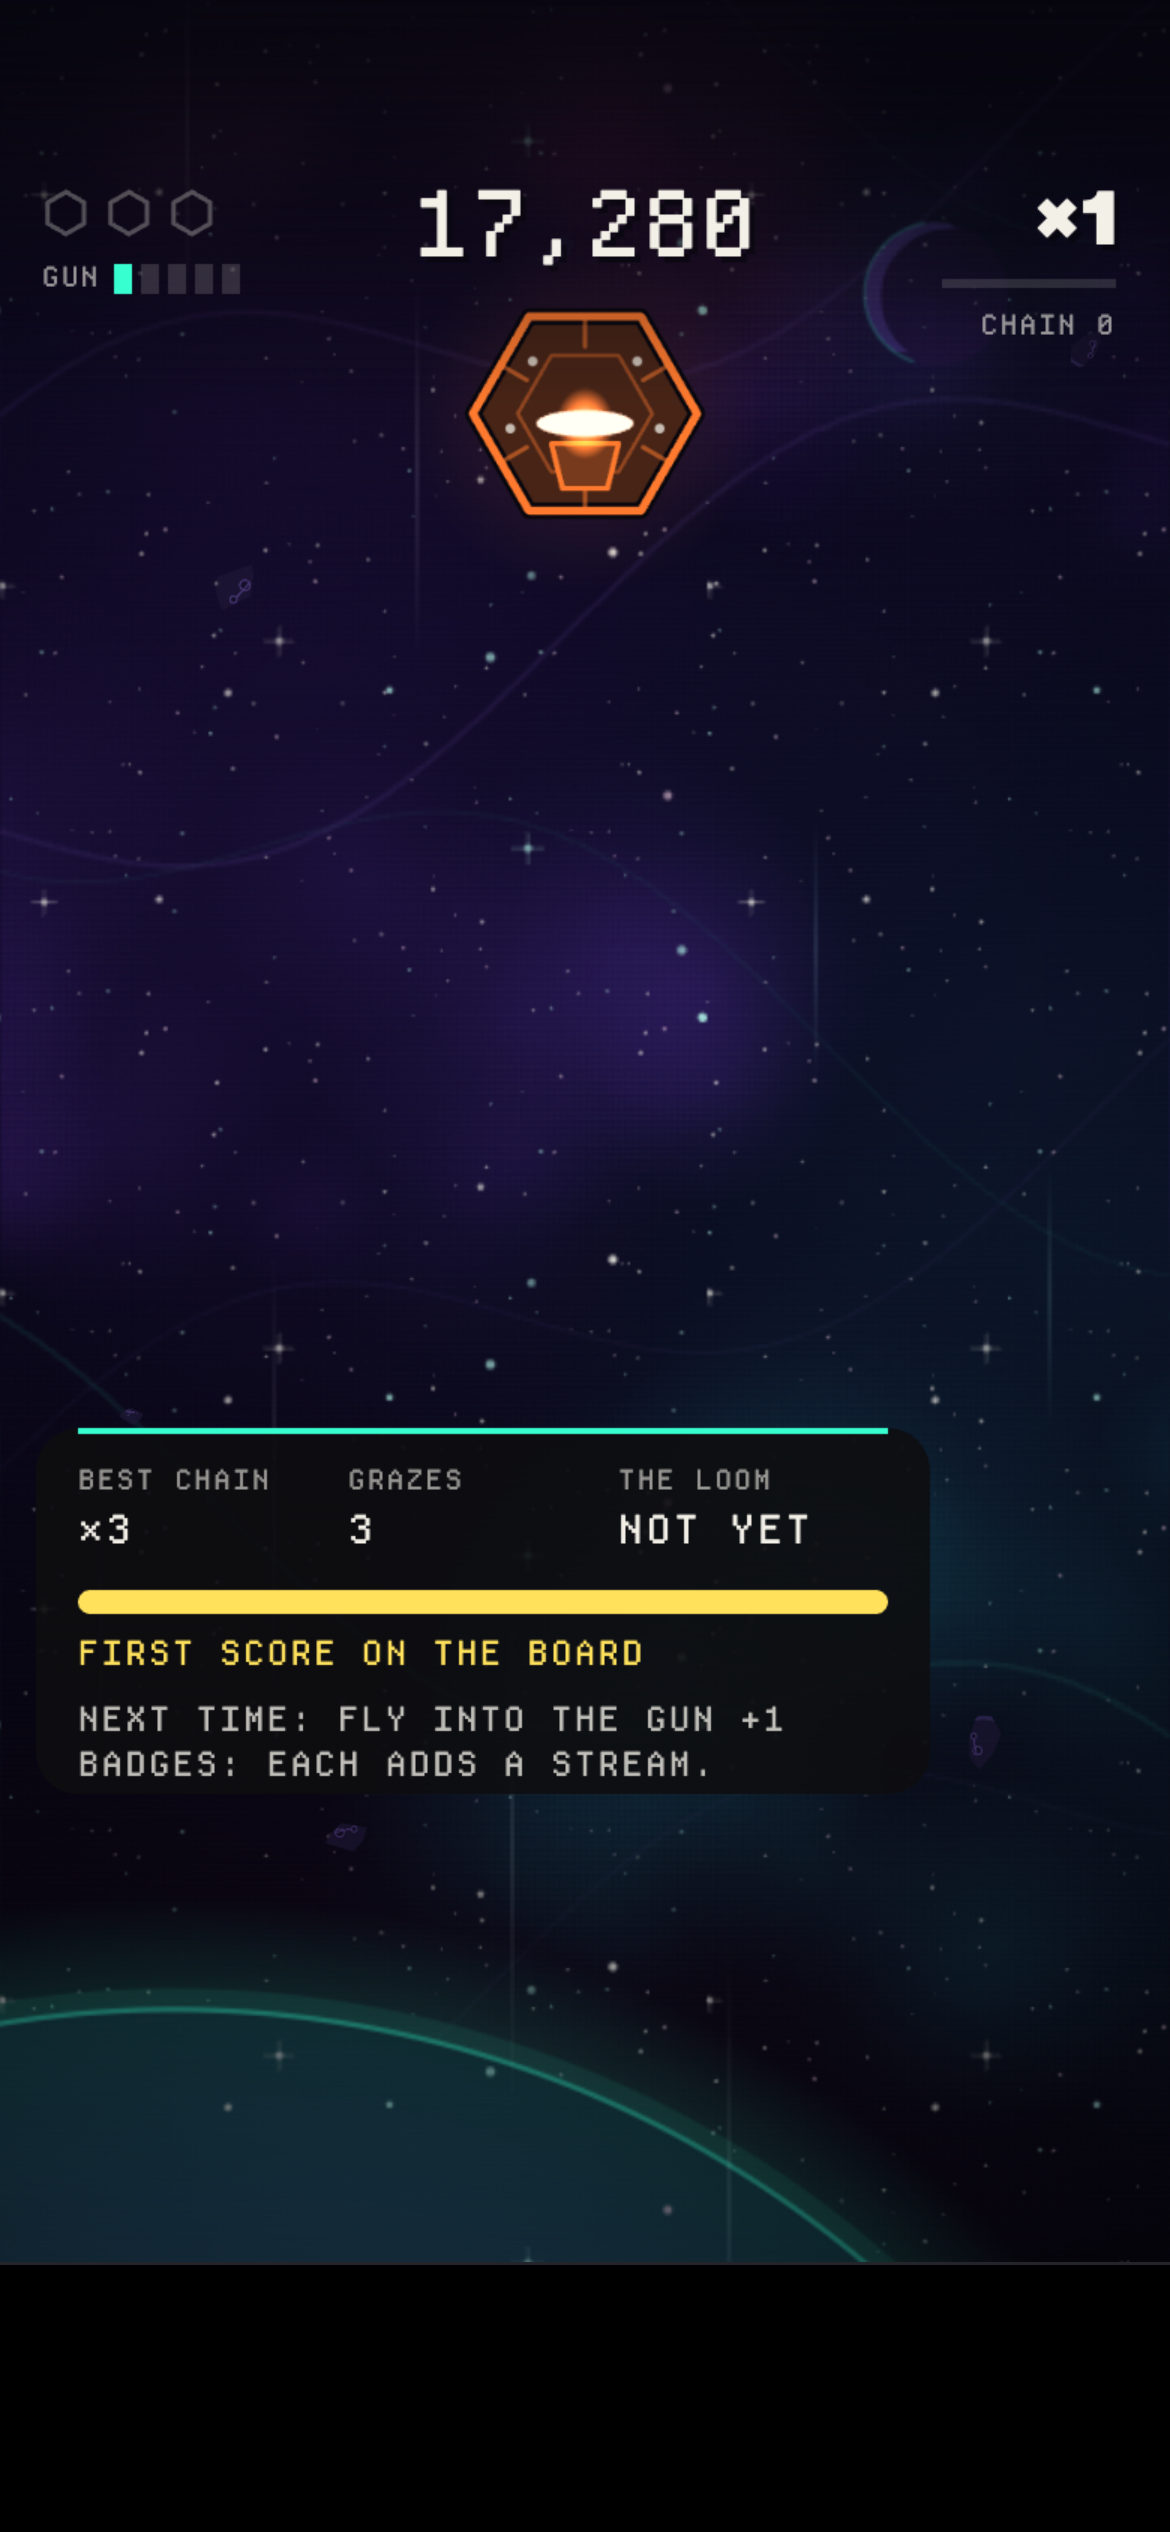 17,280
×1
GUN
CHAIN 0
BEST CHAIN GRAZES THE LOOM
×3 3 NOT YET
FIRST SCORE ON THE BOARD
NEXT TIME: FLY INTO THE GUN +1
BADGES: EACH ADDS A STREAM.